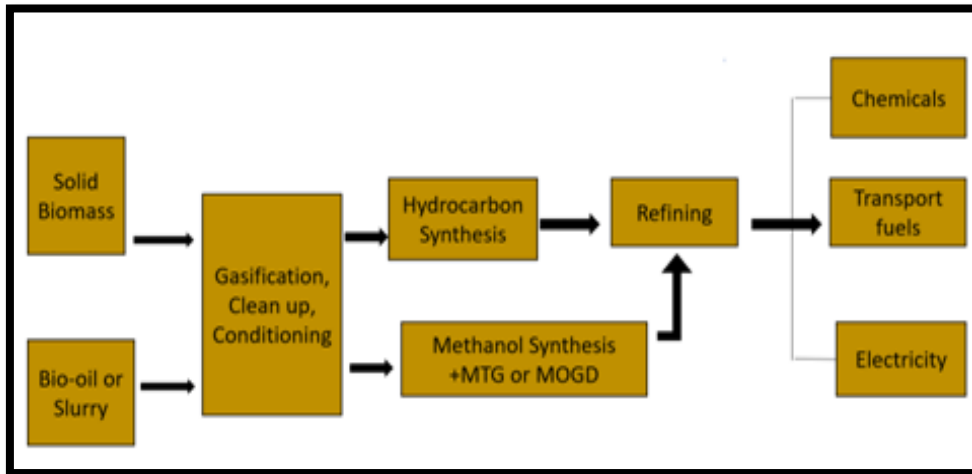 Solid
Biomass
Bio-oil or
Slurry
Gasification,
Clean up,
Conditioning
Hydrocarbon
Synthesis
Methanol Synthesis
+MTG or MOGD
Refining
Chemicals
Transport
fuels
Electricity